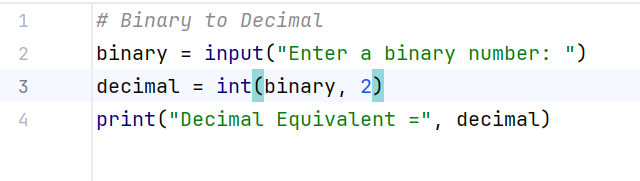 1 # Binary to Decimal
2 binary = input("Enter a binary number: ")
3 decimal = int(binary, 2)
4 print("Decimal Equivalent =", decimal)